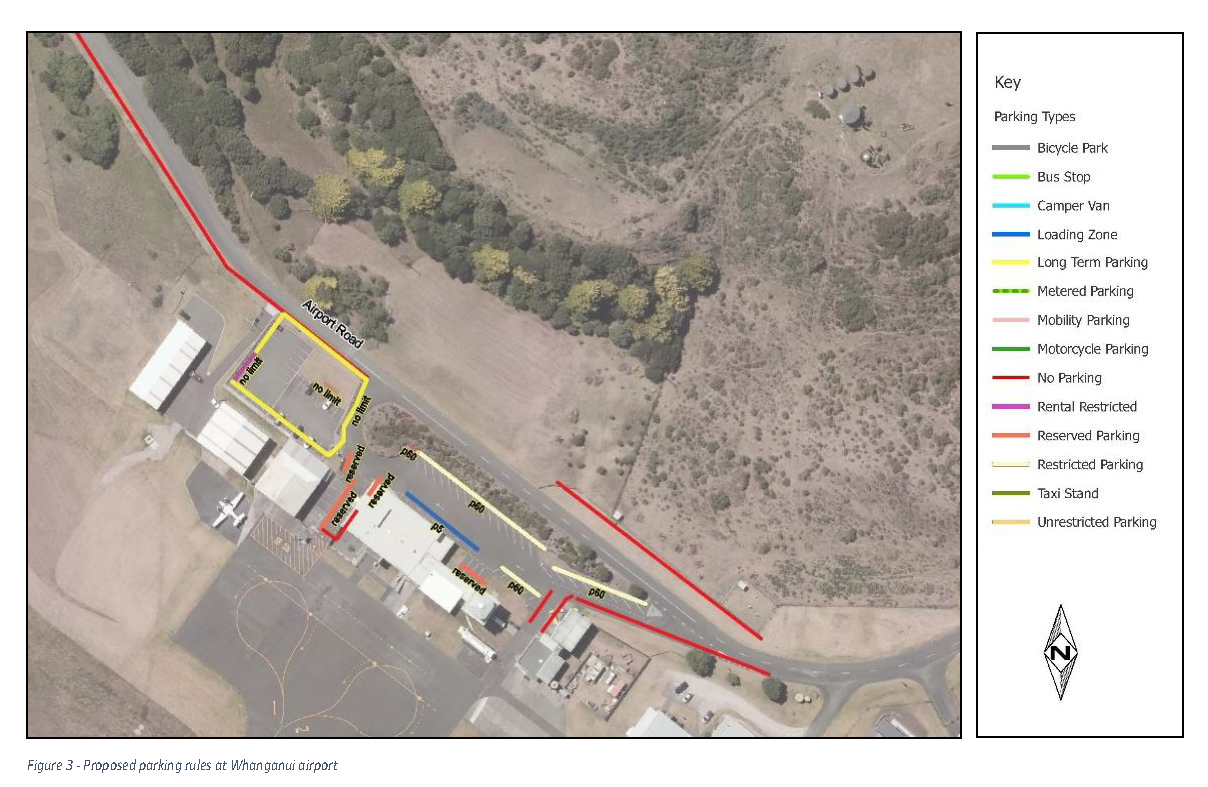 Airport Road
no limit
no limit
no limit
reserved
reserved
reserved
p60
p60
p5
reserved
p60
p60
Key
Parking Types
Bicycle Park
Bus Stop
Camper Van
Loading Zone
Long Term Parking
Metered Parking
Mobility Parking
Motorcycle Parking
No Parking
Rental Restricted
Reserved Parking
Restricted Parking
Taxi Stand
Unrestricted Parking
N
Figure 3 - Proposed parking rules at Whanganui airport